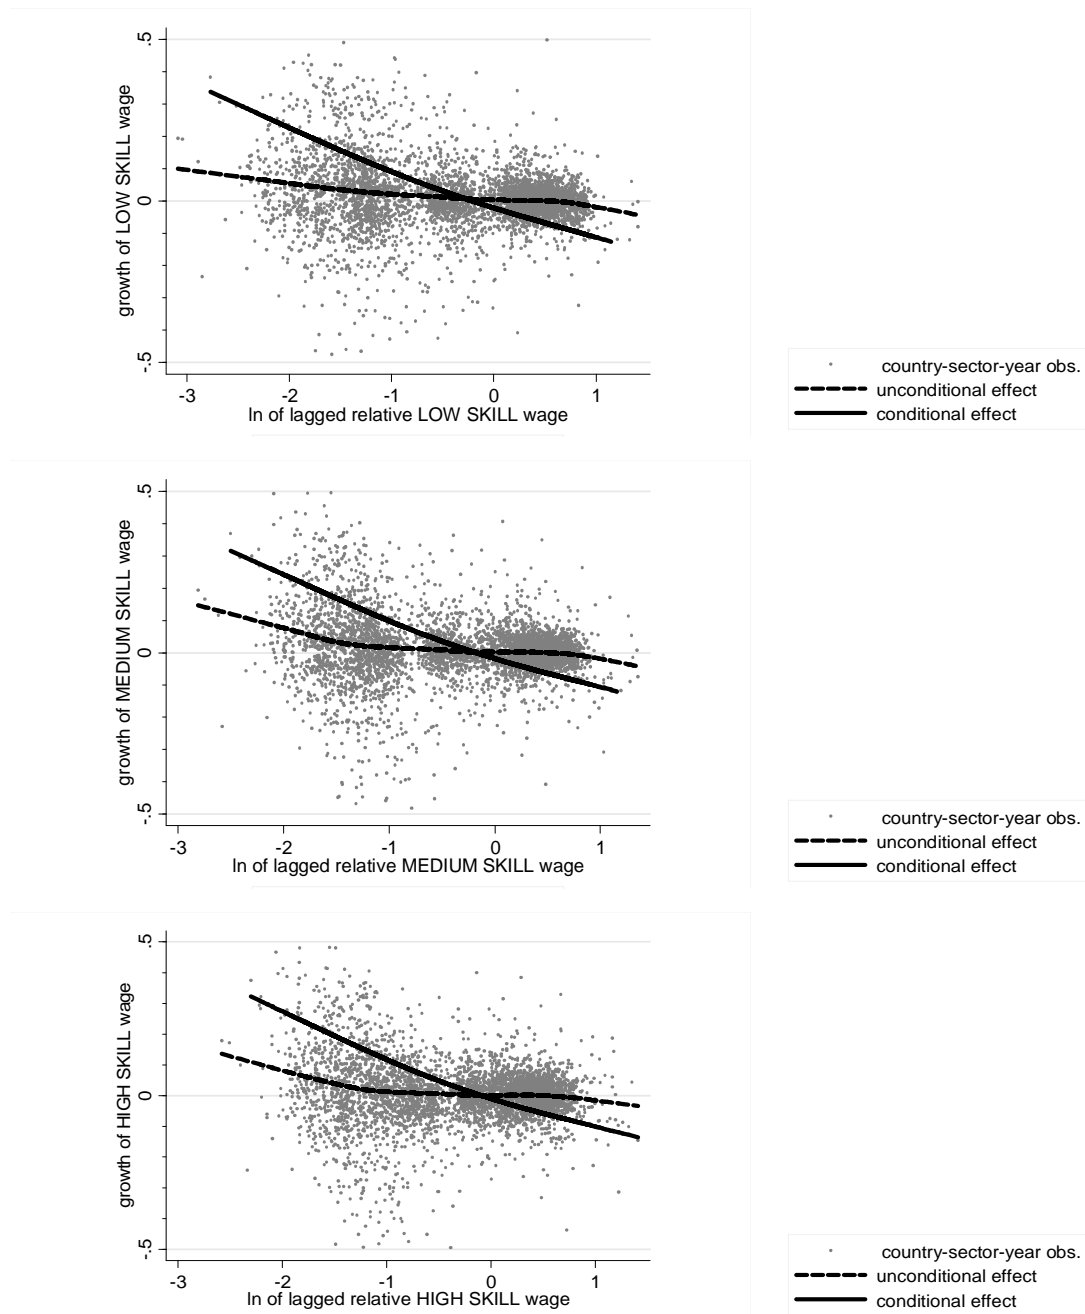 .5
0
-.5
growth of LOW SKILL wage
-3 -2 -1 0 1
ln of lagged relative LOW SKILL wage
country-sector-year obs.
unconditional effect
conditional effect
.5
0
-.5
growth of MEDIUM SKILL wage
-3 -2 -1 0 1
ln of lagged relative MEDIUM SKILL wage
country-sector-year obs.
unconditional effect
conditional effect
.5
0
-.5
growth of HIGH SKILL wage
-3 -2 -1 0 1
ln of lagged relative HIGH SKILL wage
country-sector-year obs.
unconditional effect
conditional effect